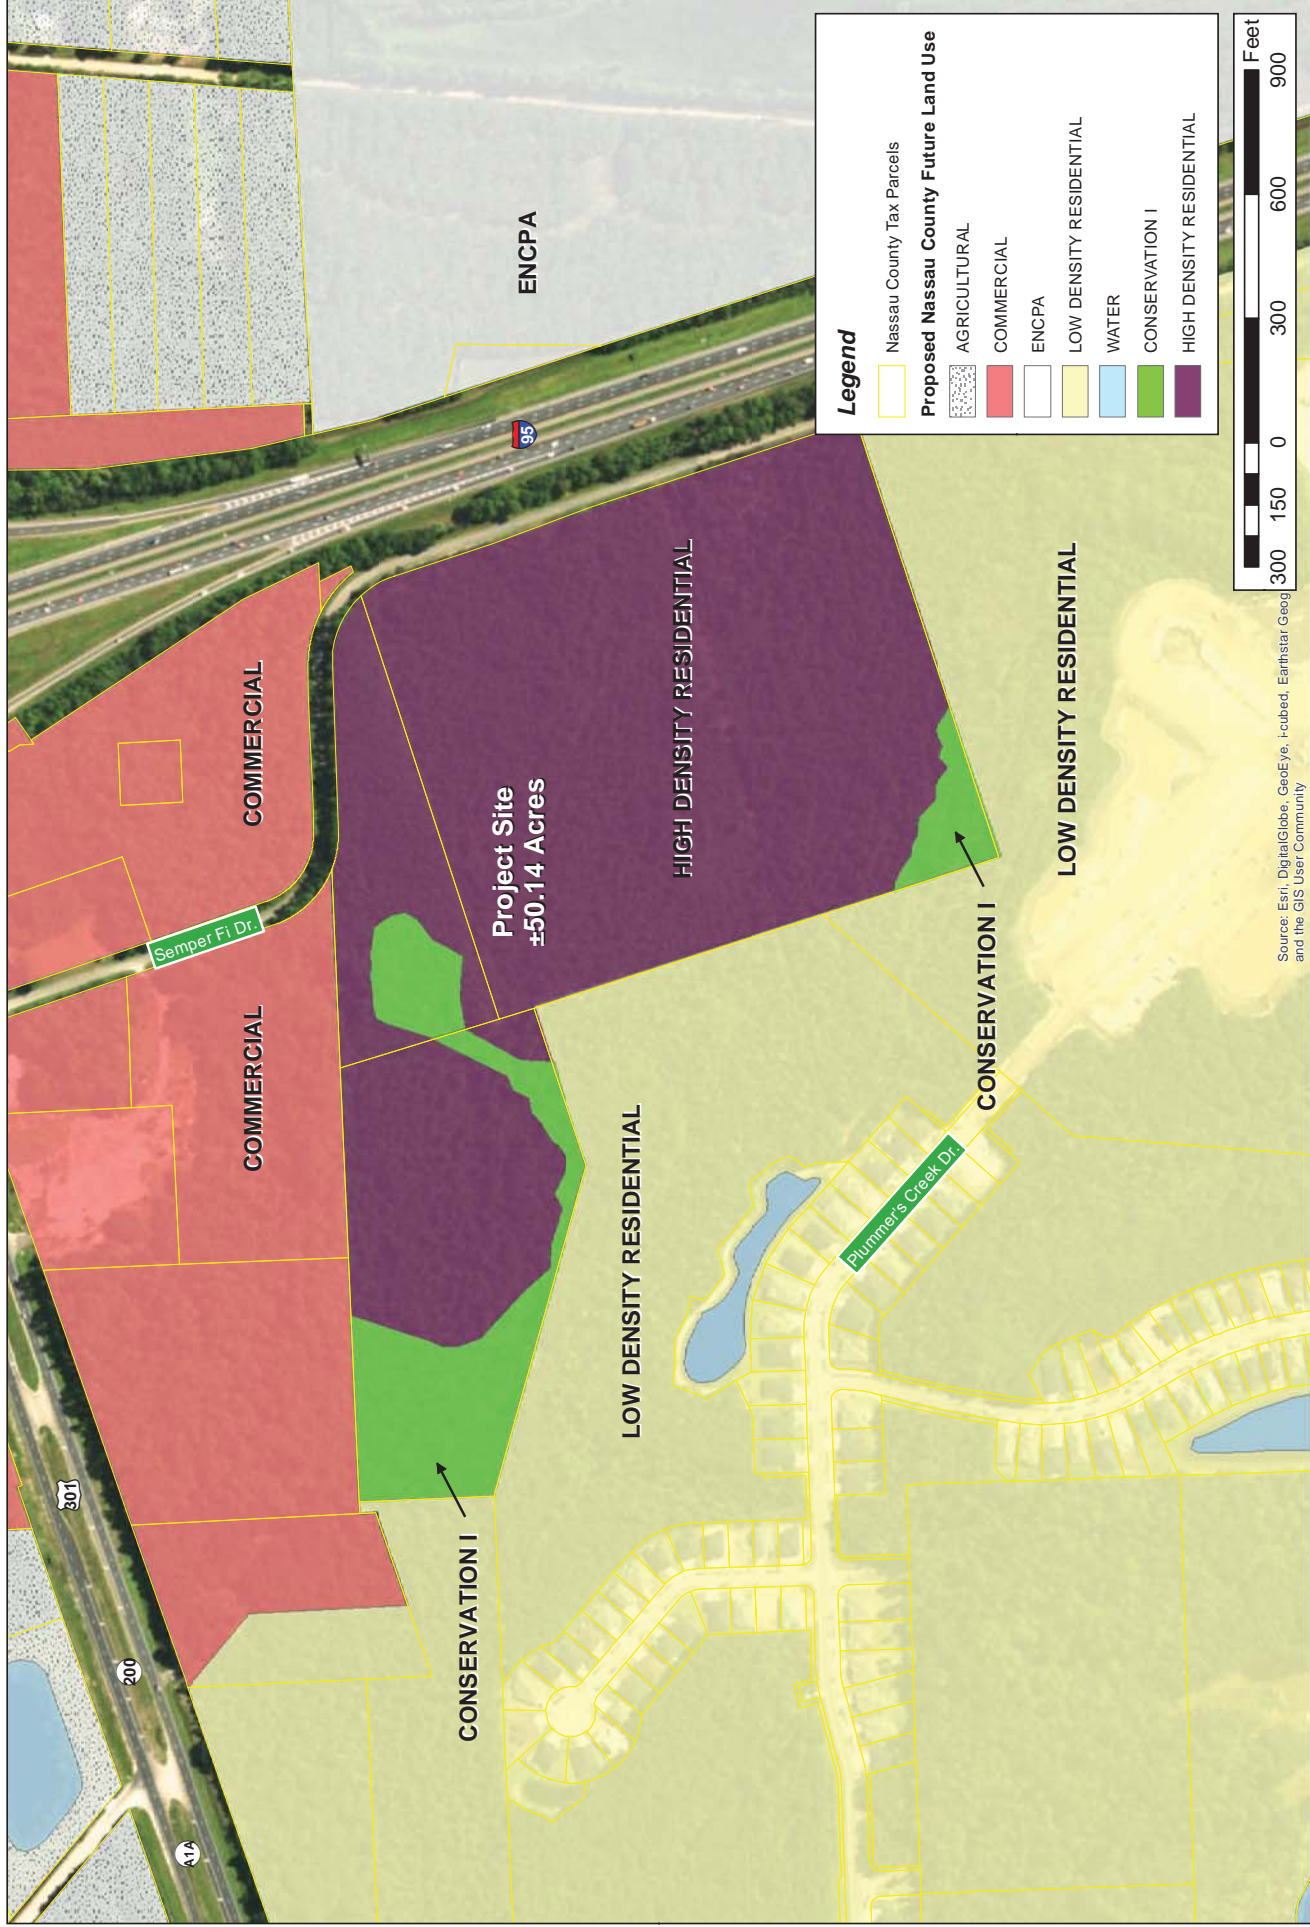 301
200
A1A
COMMERCIAL
COMMERCIAL
Semper Fi Dr.
95
ENCPA
Project Site
±50.14 Acres
HIGH DENSITY RESIDENTIAL
CONSERVATION I
LOW DENSITY RESIDENTIAL
CONSERVATION I
LOW DENSITY RESIDENTIAL
Plummer's Creek Dr.
Legend
Nassau County Tax Parcels
Proposed Nassau County Future Land Use
AGRICULTURAL
COMMERCIAL
ENCPA
LOW DENSITY RESIDENTIAL
WATER
CONSERVATION I
HIGH DENSITY RESIDENTIAL
300 150 0 300 600 900
Feet
Source: Esri, DigitalGlobe, GeoEye, i-cubed, Earthstar Geog
and the GIS User Community